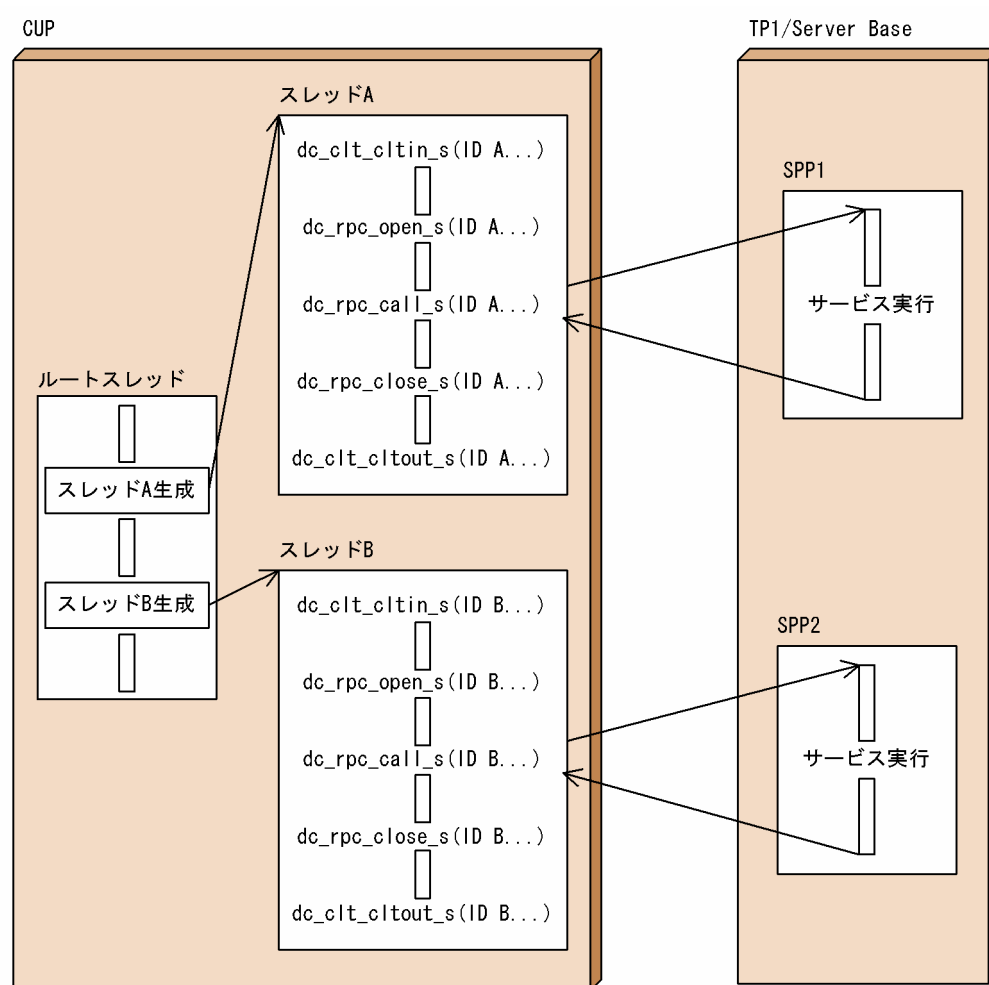 CUP
TP1/Server Base
スレッドA
dc_clt_cltin_s(ID A...)
dc_rpc_open_s(ID A...)
dc_rpc_call_s(ID A...)
dc_rpc_close_s(ID A...)
dc_clt_cltout_s(ID A...)
SPP1
サービス実行
ルートスレッド
スレッドA生成
スレッドB生成
スレッドB
dc_clt_cltin_s(ID B...)
dc_rpc_open_s(ID B...)
dc_rpc_call_s(ID B...)
dc_rpc_close_s(ID B...)
dc_clt_cltout_s(ID B...)
SPP2
サービス実行